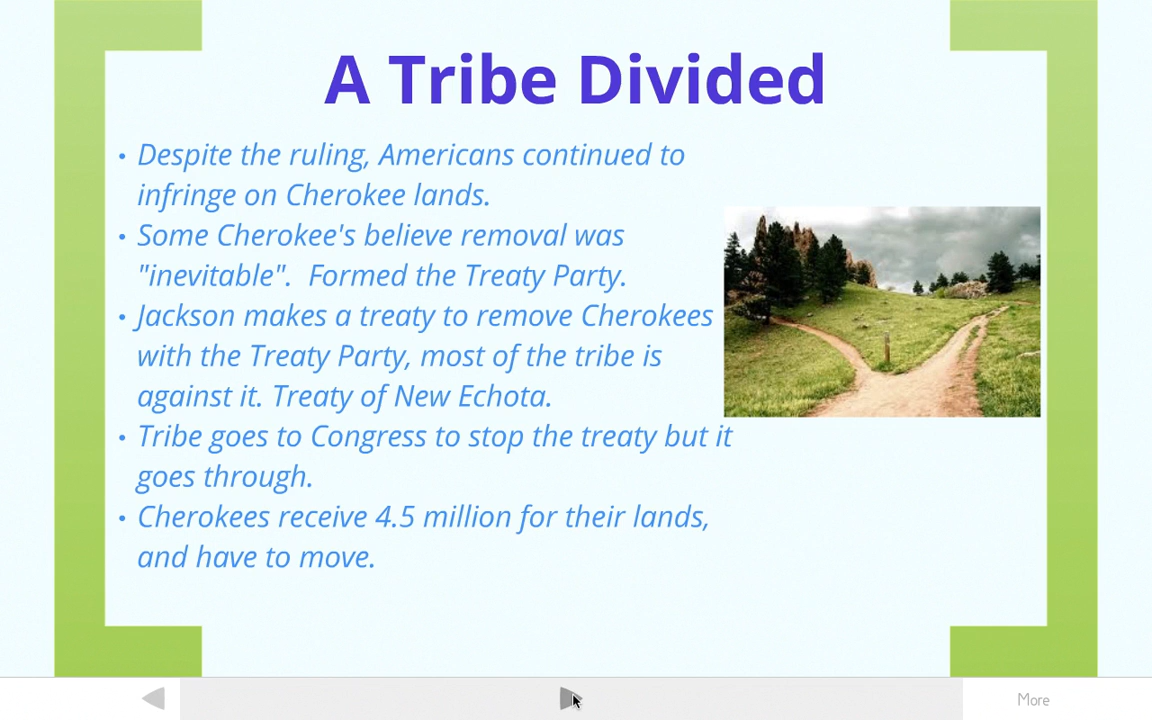 A Tribe Divided
• Despite the ruling, Americans continued to
infringe on Cherokee lands.
• Some Cherokee's believe removal was
"inevitable".  Formed the Treaty Party.
• Jackson makes a treaty to remove Cherokees
with the Treaty Party, most of the tribe is
against it. Treaty of New Echota.
• Tribe goes to Congress to stop the treaty but it
goes through.
• Cherokees receive 4.5 million for their lands,
and have to move.
More